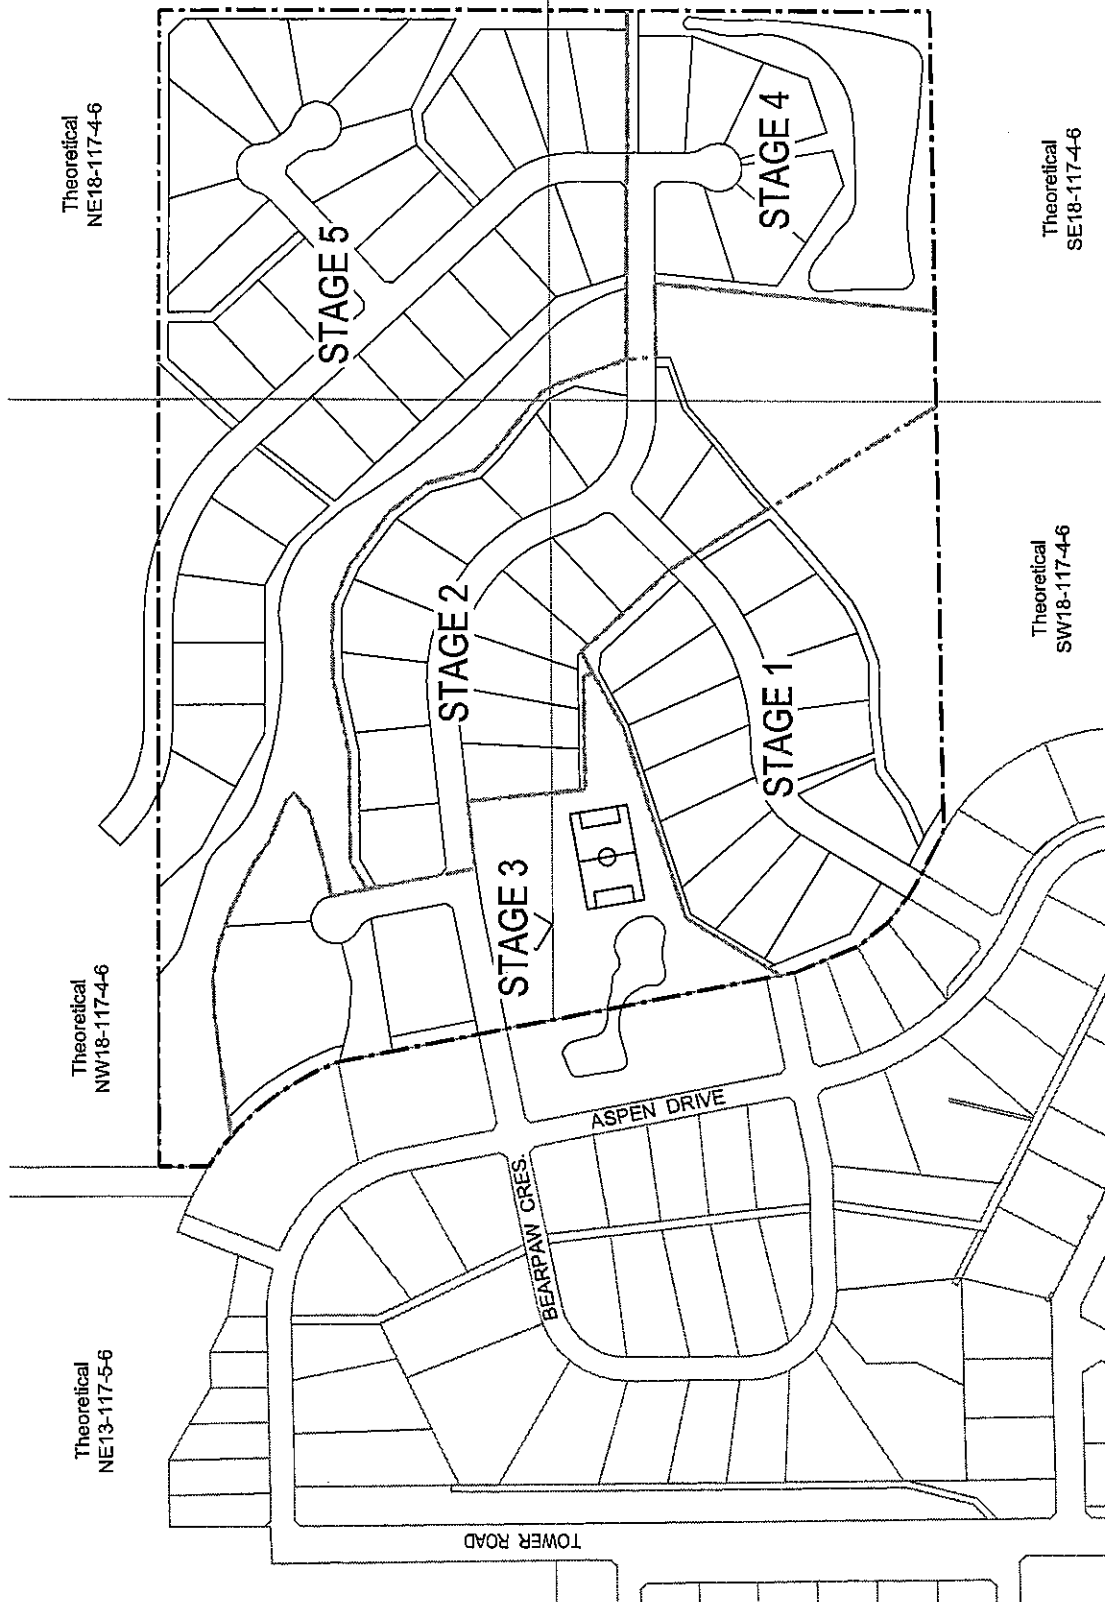 Theoretical
NE18-117-4-6
STAGE 5
STAGE 4
Theoretical
SE18-117-4-6
STAGE 2
STAGE 1
Theoretical
SW18-117-4-6
Theoretical
NW18-117-4-6
STAGE 3
ASPEN DRIVE
BEARPAW CRES.
Theoretical
NE13-117-5-6
TOWER ROAD